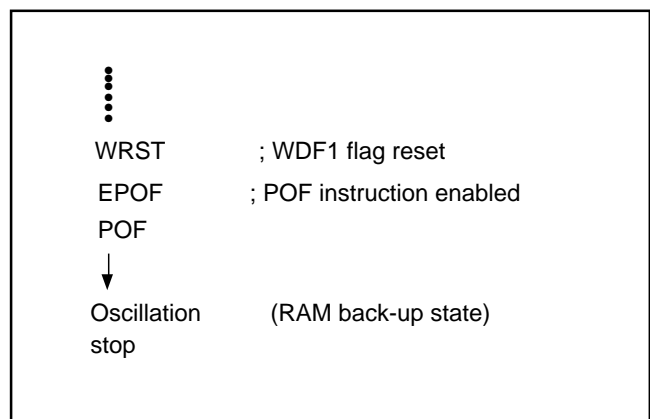 WRST ; WDF1 flag reset
EPOF ; POF instruction enabled
POF
Oscillation (RAM back-up state)
stop